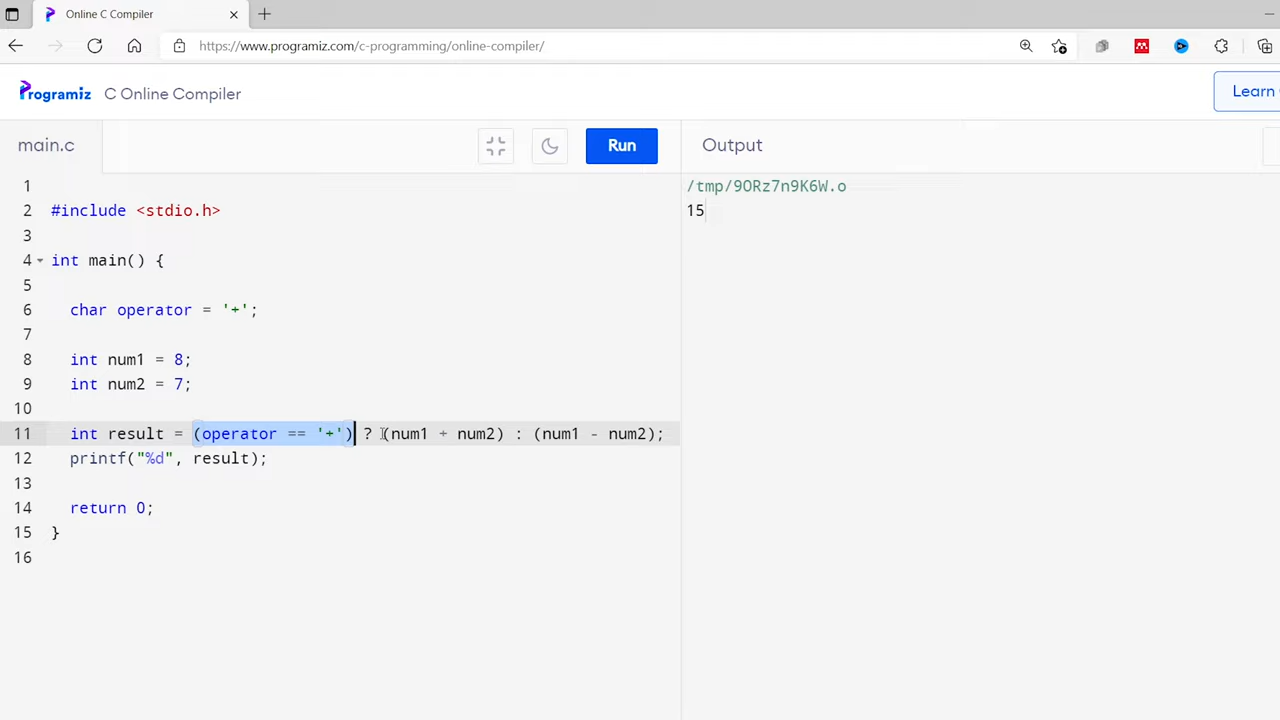 Online C Compiler
https://www.programiz.com/c-programming/online-compiler/
Programiz C Online Compiler
Learn
main.c
Run
Output
1
2 #include <stdio.h>
3
4 int main() {
5
6 char operator = '+';
7
8 int num1 = 8;
9 int num2 = 7;
10
11 int result = (operator == '+') ? (num1 + num2) : (num1 - num2);
12 printf("%d", result);
13
14 return 0;
15 }
16
/tmp/9ORz7n9K6W.o
15